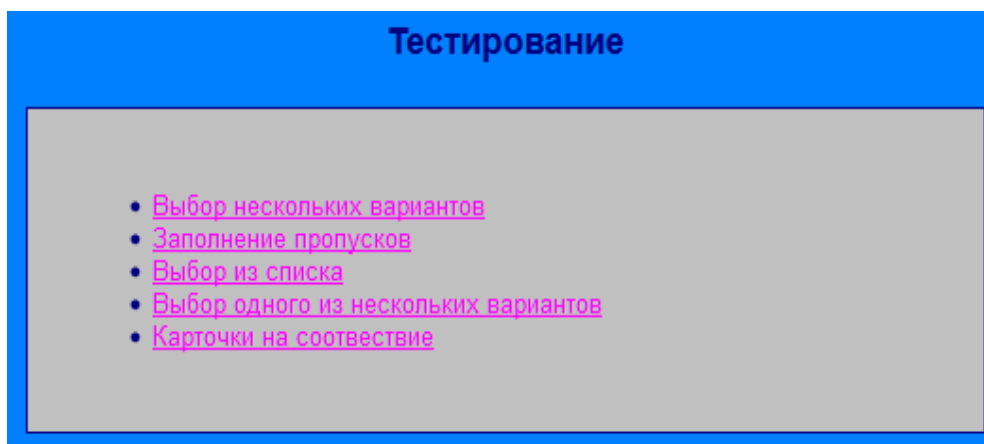 Тестирование
Выбор нескольких вариантов
Заполнение пропусков
Выбор из списка
Выбор одного из нескольких вариантов
Карточки на соотвествие